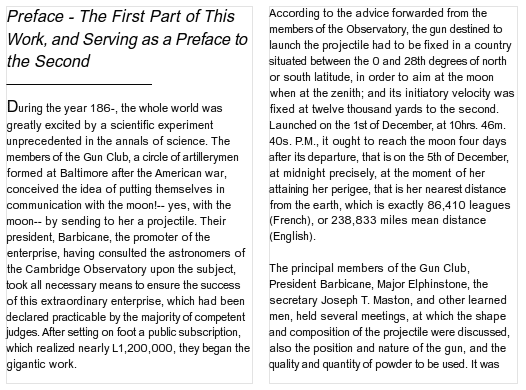 Preface - The First Part of This
Work, and Serving as a Preface to
the Second
During the year 186-, the whole world was
greatly excited by a scientific experiment
unprecedented in the annals of science. The
members of the Gun Club, a circle of artillerymen
formed at Baltimore after the American war,
conceived the idea of putting themselves in
communication with the moon!-- yes, with the
moon-- by sending to her a projectile. Their
president, Barbicane, the promoter of the
enterprise, having consulted the astronomers of
the Cambridge Observatory upon the subject,
took all necessary means to ensure the success
of this extraordinary enterprise, which had been
declared practicable by the majority of competent
judges. After setting on foot a public subscription,
which realized nearly L1,200,000, they began the
gigantic work.
According to the advice forwarded from the
members of the Observatory, the gun destined to
launch the projectile had to be fixed in a country
situated between the 0 and 28th degrees of north
or south latitude, in order to aim at the moon
when at the zenith; and its initiatory velocity was
fixed at twelve thousand yards to the second.
Launched on the 1st of December, at 10hrs. 46m.
40s. P.M., it ought to reach the moon four days
after its departure, that is on the 5th of December,
at midnight precisely, at the moment of her
attaining her perigee, that is her nearest distance
from the earth, which is exactly 86,410 leagues
(French), or 238,833 miles mean distance
(English).
The principal members of the Gun Club,
President Barbicane, Major Elphinstone, the
secretary Joseph T. Maston, and other learned
men, held several meetings, at which the shape
and composition of the projectile were discussed,
also the position and nature of the gun, and the
quality and quantity of powder to be used. It was